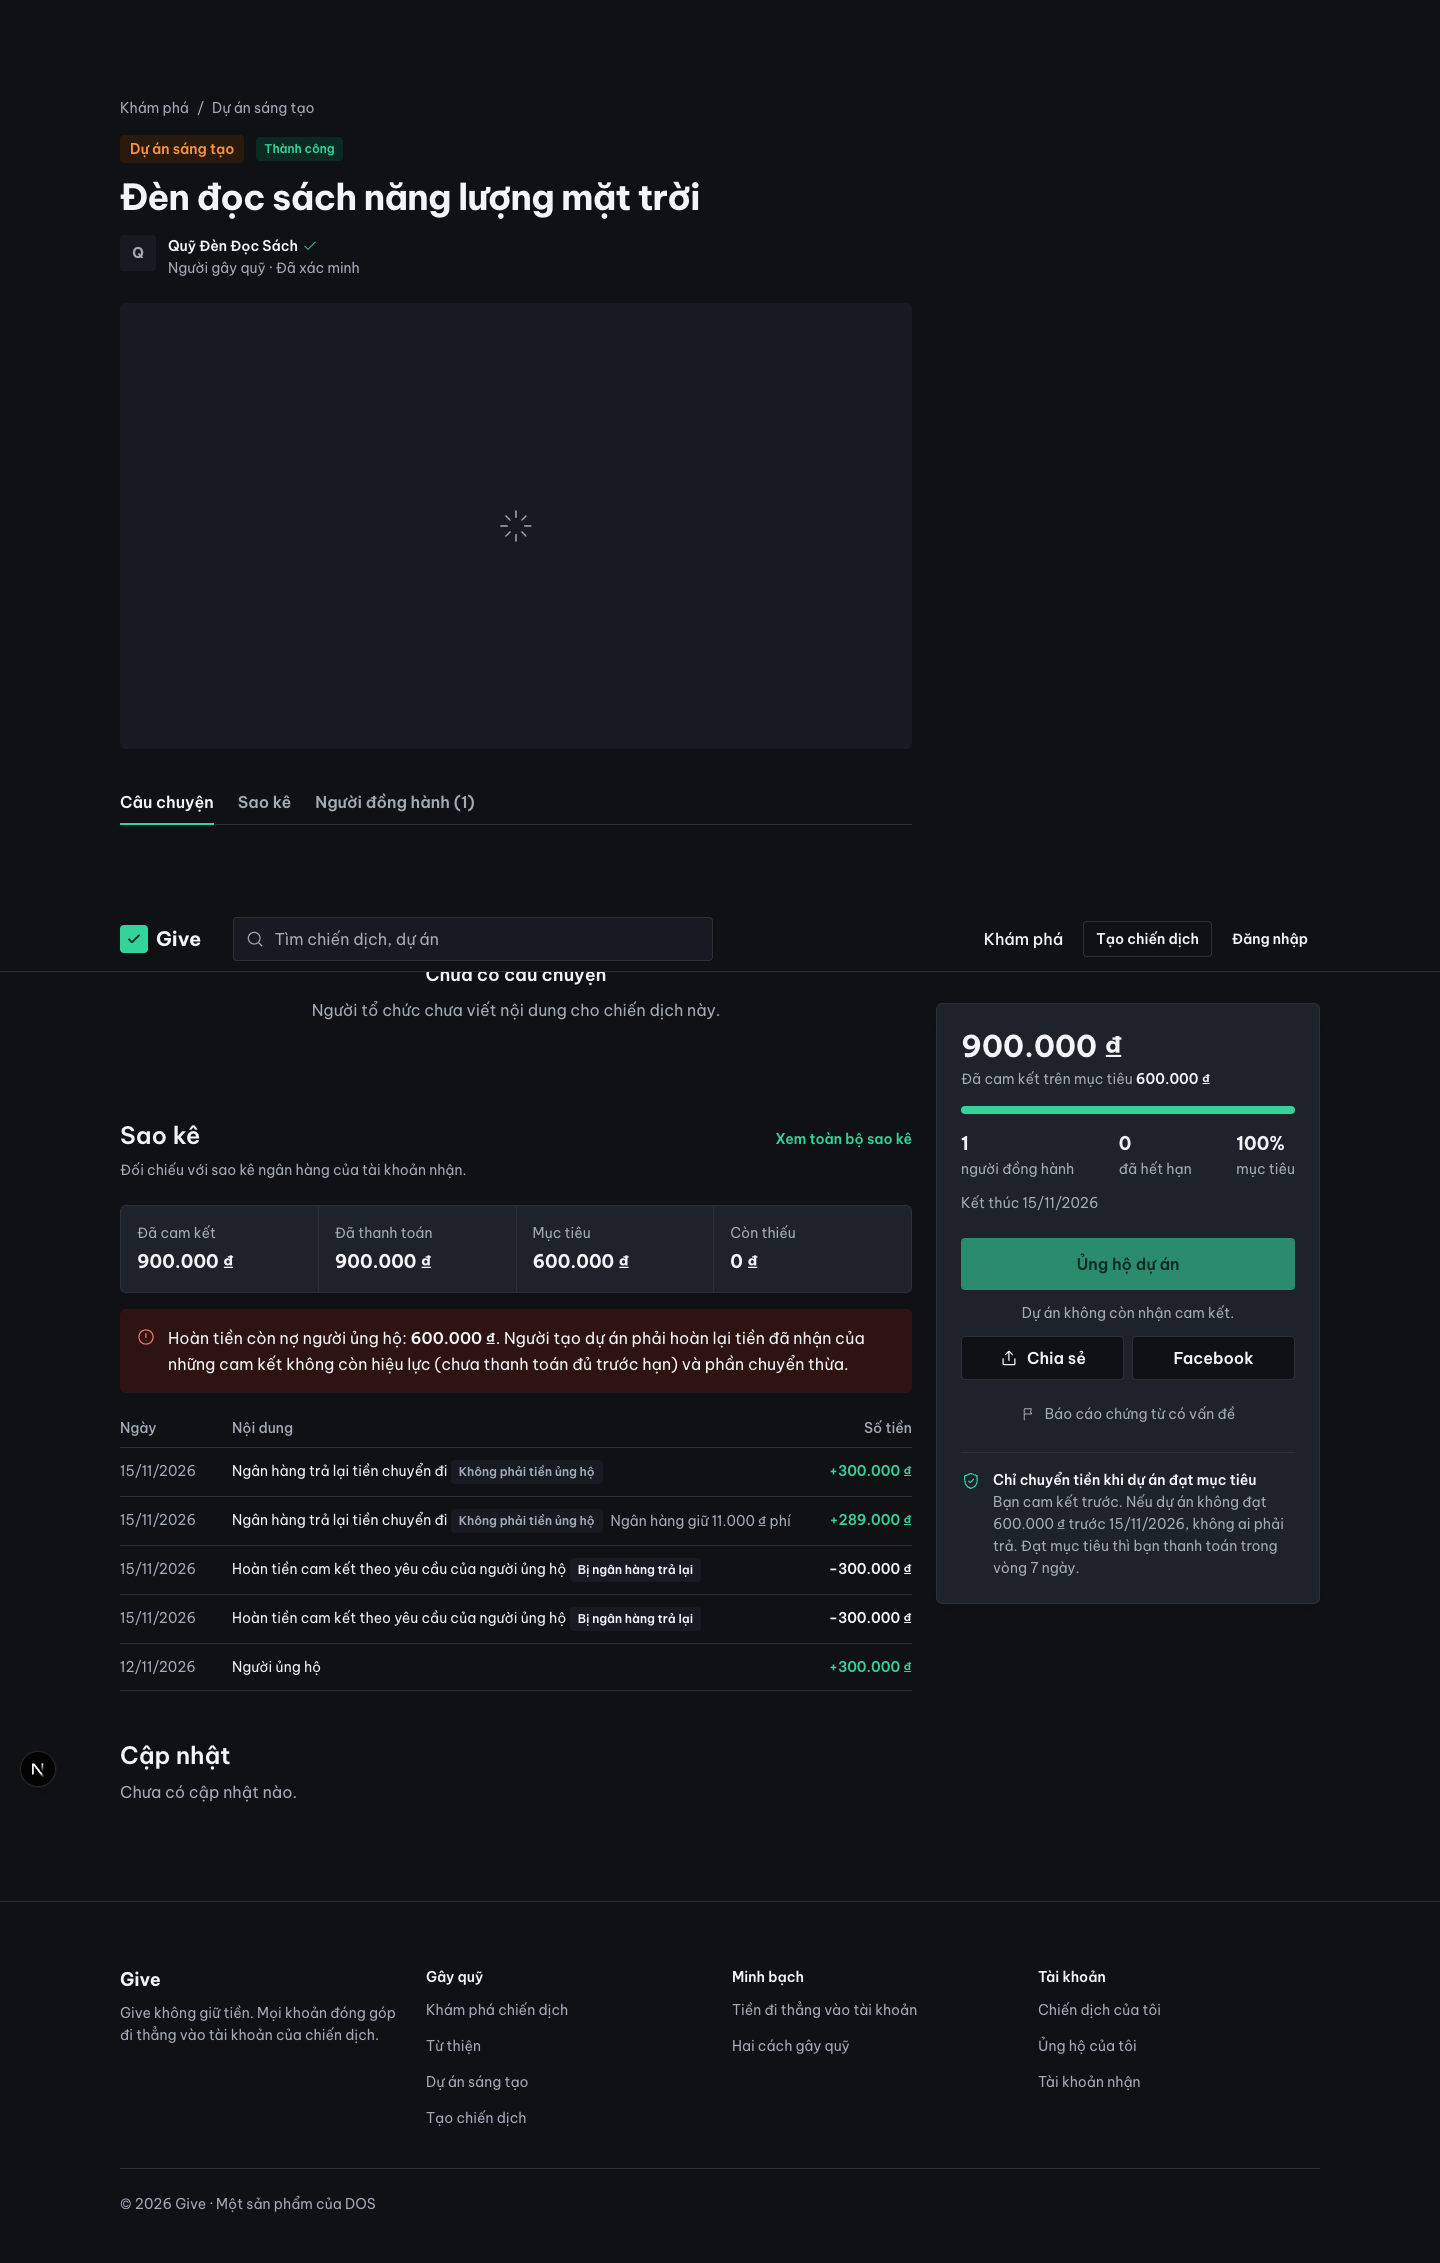 Khám phá / Dự án sáng tạo
Dự án sáng tạo Thành công
Đèn đọc sách năng lượng mặt trời
Q
Quỹ Đèn Đọc Sách
Người gây quỹ · Đã xác minh
Câu chuyện Sao kê Người đồng hành (1)
Give Tìm chiến dịch, dự án Khám phá Tạo chiến dịch Đăng nhập
Chưa có câu chuyện
Người tổ chức chưa viết nội dung cho chiến dịch này.
Sao kê Xem toàn bộ sao kê
Đối chiếu với sao kê ngân hàng của tài khoản nhận.
Đã cam kết Đã thanh toán Mục tiêu Còn thiếu
900.000 ₫ 900.000 ₫ 600.000 ₫ 0 ₫
Hoàn tiền còn nợ người ủng hộ: 600.000 ₫. Người tạo dự án phải hoàn lại tiền đã nhận của
những cam kết không còn hiệu lực (chưa thanh toán đủ trước hạn) và phần chuyển thừa.
Ngày Nội dung Số tiền
15/11/2026 Ngân hàng trả lại tiền chuyển đi Không phải tiền ủng hộ +300.000 ₫
15/11/2026 Ngân hàng trả lại tiền chuyển đi Không phải tiền ủng hộ Ngân hàng giữ 11.000 ₫ phí +289.000 ₫
15/11/2026 Hoàn tiền cam kết theo yêu cầu của người ủng hộ Bị ngân hàng trả lại -300.000 ₫
15/11/2026 Hoàn tiền cam kết theo yêu cầu của người ủng hộ Bị ngân hàng trả lại -300.000 ₫
12/11/2026 Người ủng hộ +300.000 ₫
Cập nhật
Chưa có cập nhật nào.
900.000 ₫
Đã cam kết trên mục tiêu 600.000 ₫
1 0 100%
người đồng hành đã hết hạn mục tiêu
Kết thúc 15/11/2026
Ủng hộ dự án
Dự án không còn nhận cam kết.
Chia sẻ Facebook
Báo cáo chứng từ có vấn đề
Chỉ chuyển tiền khi dự án đạt mục tiêu
Bạn cam kết trước. Nếu dự án không đạt
600.000 ₫ trước 15/11/2026, không ai phải
trả. Đạt mục tiêu thì bạn thanh toán trong
vòng 7 ngày.
N
Give
Give không giữ tiền. Mọi khoản đóng góp
đi thẳng vào tài khoản của chiến dịch.
Gây quỹ
Khám phá chiến dịch
Từ thiện
Dự án sáng tạo
Tạo chiến dịch
Minh bạch
Tiền đi thẳng vào tài khoản
Hai cách gây quỹ
Tài khoản
Chiến dịch của tôi
Ủng hộ của tôi
Tài khoản nhận
© 2026 Give · Một sản phẩm của DOS